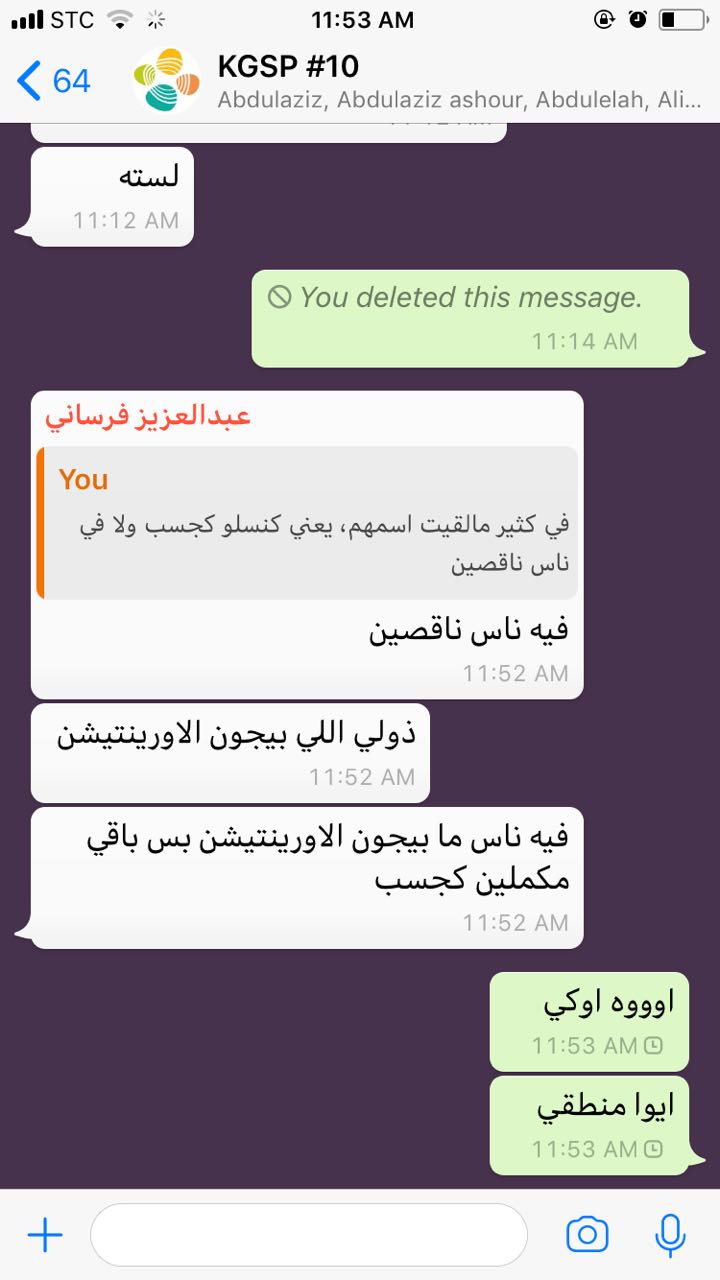 STC 11:53 AM
64
KGSP #10
Abdulaziz, Abdulaziz ashour, Abdulelah, Ali...
لسته
11:12 AM
You deleted this message.
11:14 AM
عبدالعزيز فرساني
You
في كثير مالقيت اسمهم، يعني كنسلو كجسب ولا في
ناس ناقصين
فيه ناس ناقصين
11:52 AM
ذولي اللي بيجون الاورينتيشن
11:52 AM
فيه ناس ما بيجون الاورينتيشن بس باقي
مكملين كجسب
11:52 AM
اوووه اوكي
11:53 AM
ايوا منطقي
11:53 AM